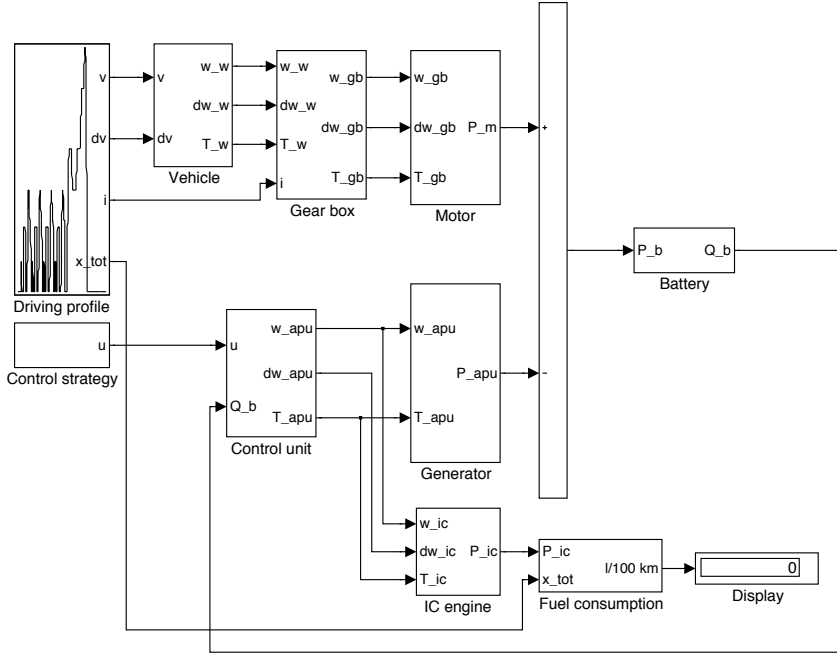 v
dv
i
x_tot
Driving profile
v
dv
w_w
dw_w
T_w
Vehicle
w_w
dw_w
T_w
i
w_gb
dw_gb
T_gb
Gear box
w_gb
dw_gb
T_gb
P_m
Motor
+
-
P_b
Q_b
Battery
u
Control strategy
u
Q_b
w_apu
dw_apu
T_apu
Control unit
w_apu
T_apu
P_apu
Generator
w_ic
dw_ic
T_ic
P_ic
IC engine
P_ic
x_tot
l/100 km
Fuel consumption
0
Display